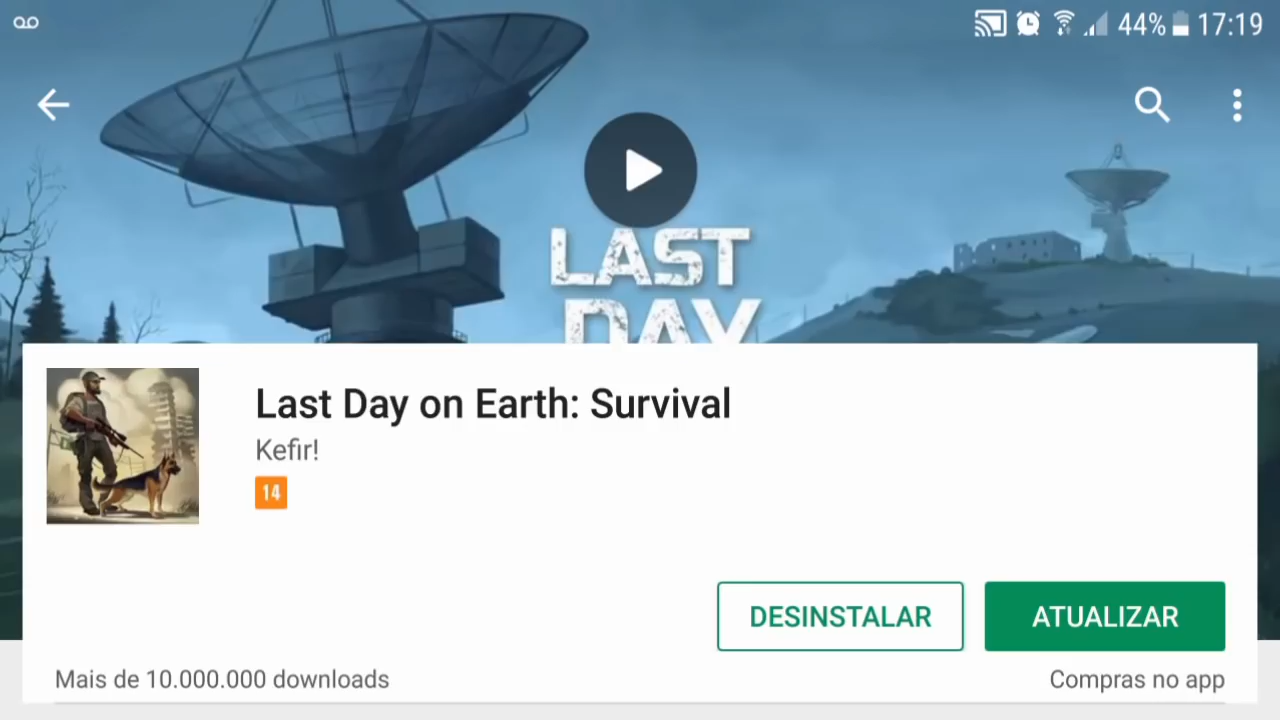 44% 17:19
LAST
DAY
Last Day on Earth: Survival
Kefir!
14
DESINSTALAR ATUALIZAR
Mais de 10.000.000 downloads Compras no app